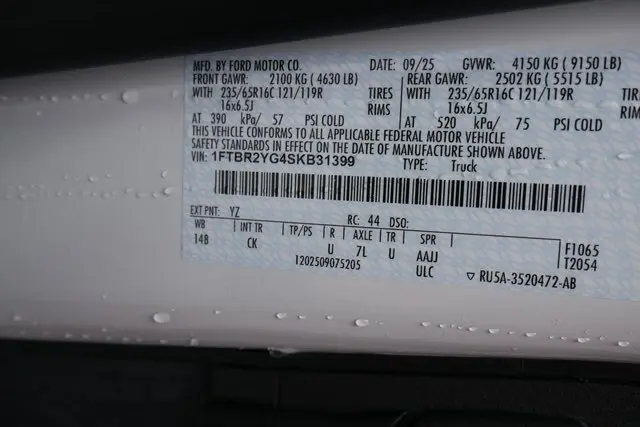 MFD. BY FORD MOTOR CO. DATE: 09/25 GVWR: 4150 KG ( 9150 LB)
FRONT GAWR: 2100 KG ( 4630 LB) REAR GAWR: 2502 KG ( 5515 LB)
WITH 235/65R16C 121/119R TIRES WITH 235/65R16C 121/119R TIRES
16x6.5J RIMS 16x6.5J RIMS
AT 390 kPa/ 57 PSI COLD AT 520 kPa/ 75 PSI COLD
THIS VEHICLE CONFORMS TO ALL APPLICABLE FEDERAL MOTOR VEHICLE
SAFETY STANDARDS IN EFFECT ON THE DATE OF MANUFACTURE SHOWN ABOVE.
VIN: 1FTBR2YG4SKB31399 TYPE: Truck
EXT PNT: YZ RC: 44 DSO:
WB INT TR TP/PS R AXLE TR SPR F1065
148 CK U 7L U AAJJ T2054
1202509075205 ULC ▽ RU5A-3520472-AB